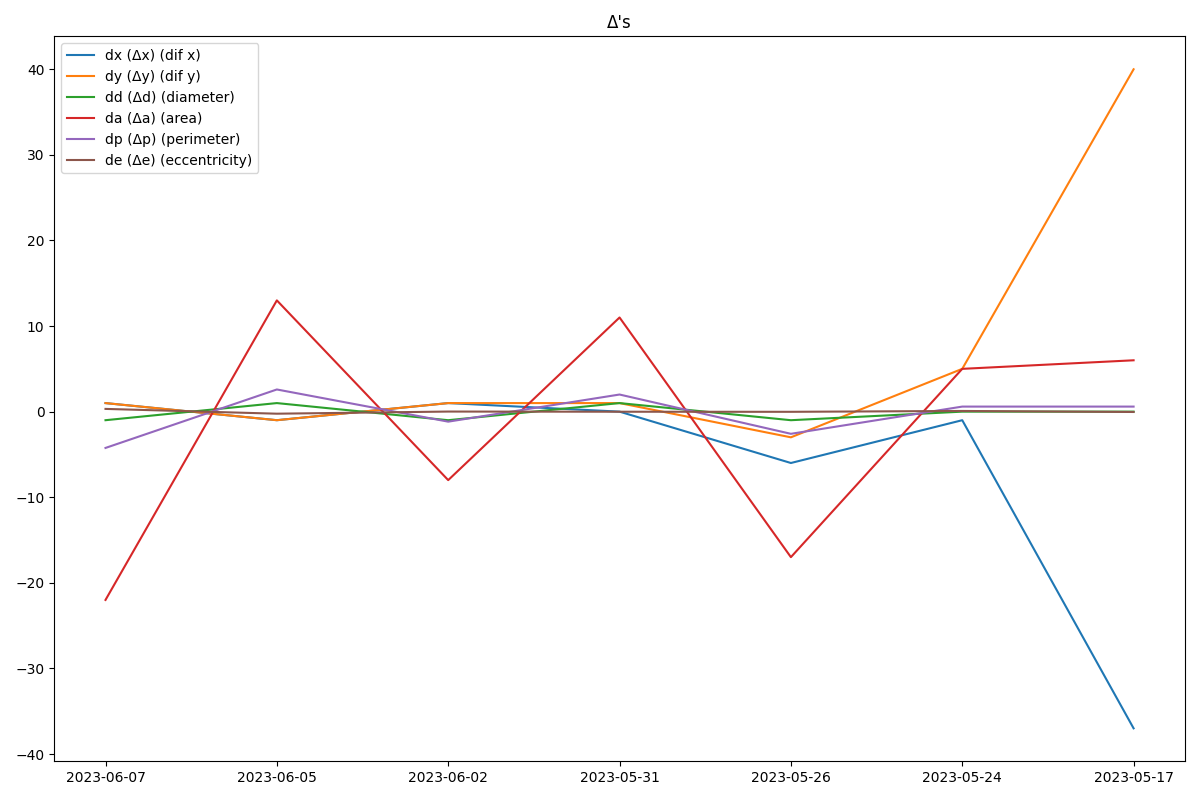 Δ's
dx (Δx) (dif x)
dy (Δy) (dif y)
dd (Δd) (diameter)
da (Δa) (area)
dp (Δp) (perimeter)
de (Δe) (eccentricity)
40
30
20
10
0
−10
−20
−30
−40
2023-06-07 2023-06-05 2023-06-02 2023-05-31 2023-05-26 2023-05-24 2023-05-17